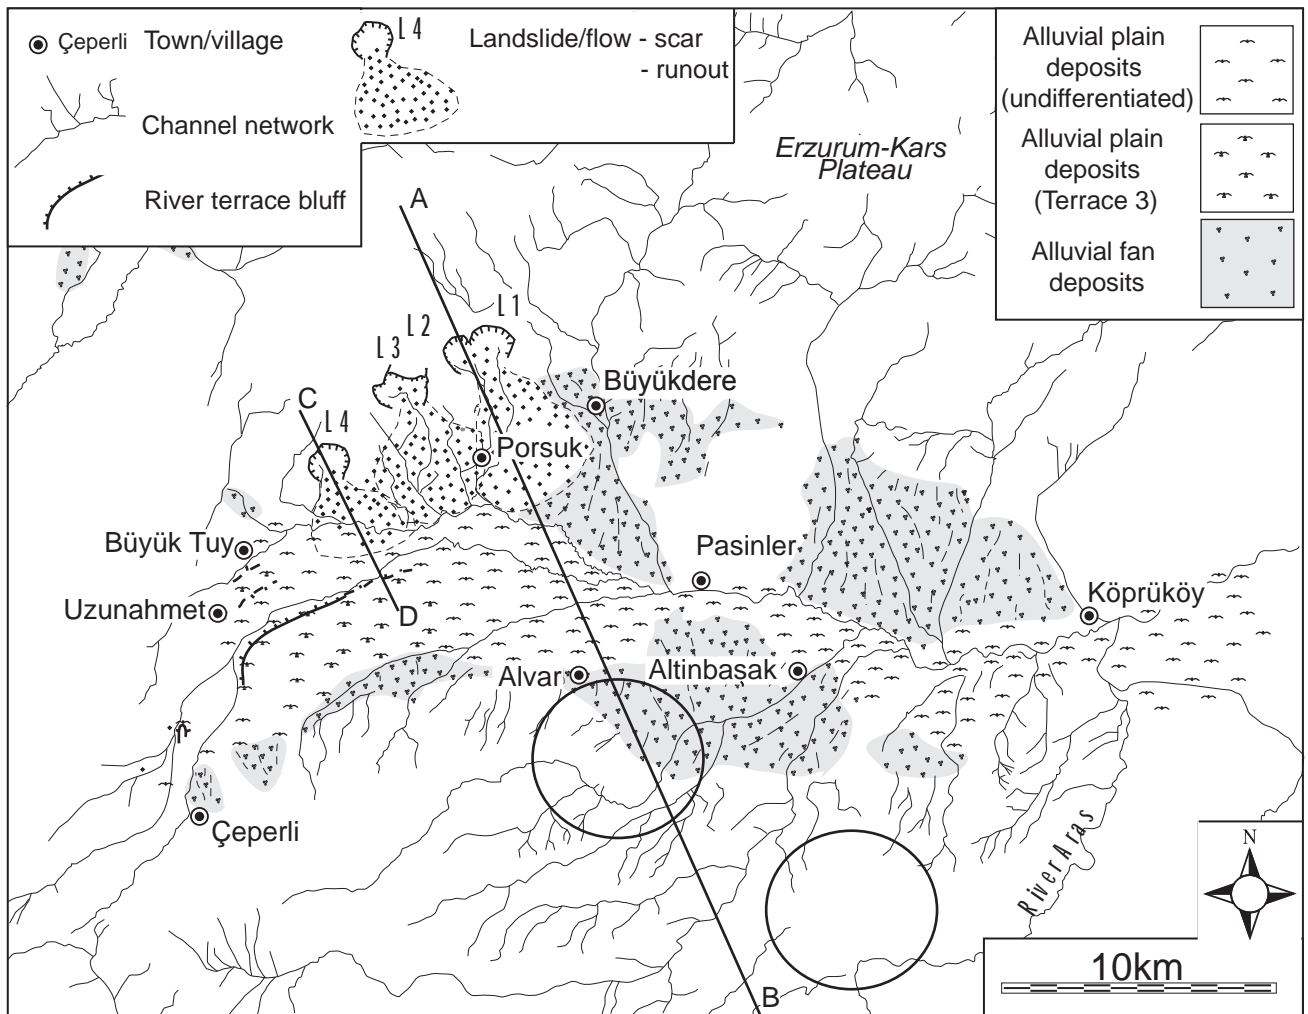 Çeperli
Town/village
Channel network
River terrace bluff
L 4
Landslide/flow - scar
- runout
Alluvial plain
deposits
(undifferentiated)
Alluvial plain
deposits
(Terrace 3)
Alluvial fan
deposits
Erzurum-Kars
Plateau
A
L 1
L 2
L 3
C
L 4
Büyükdere
Porsuk
Büyük Tuy
Pasinler
Uzunahmet
D
Köprüköy
Alvar
Altinbaşak
Çeperli
River Aras
N
B
10km